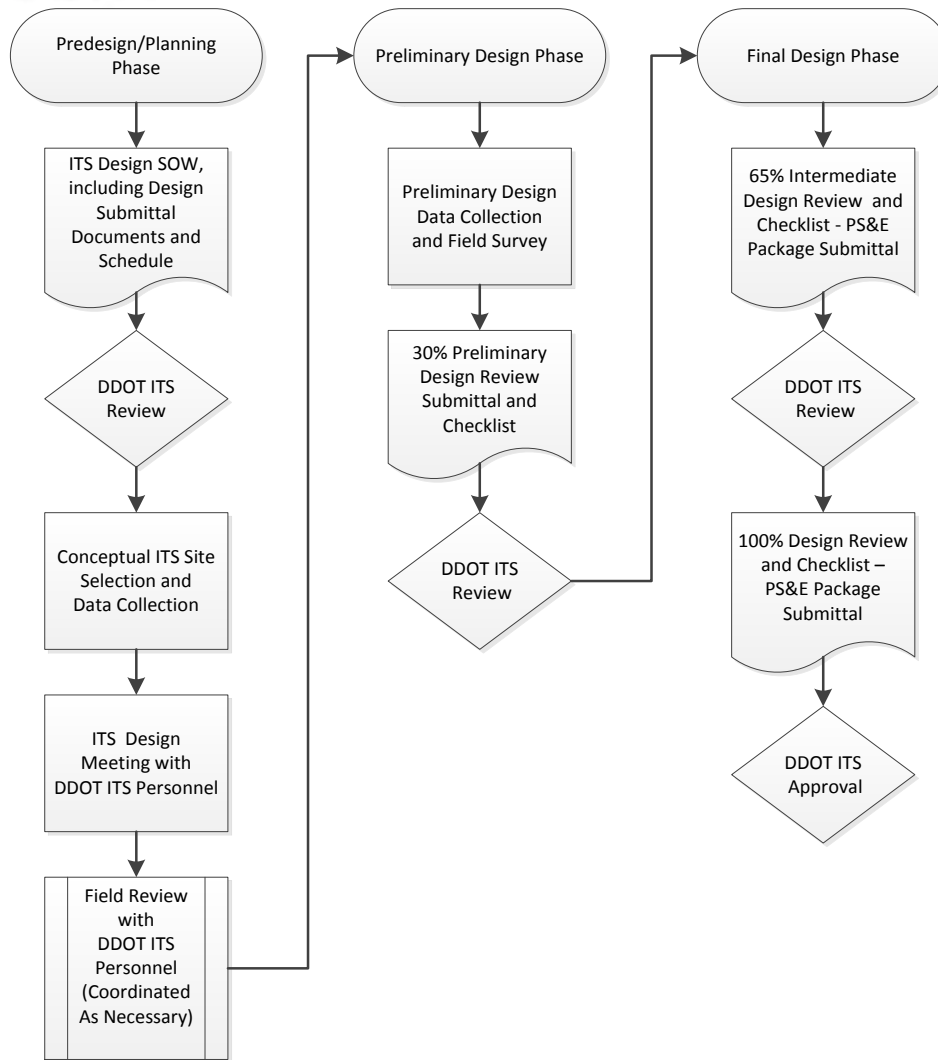 Predesign/Planning
Phase
ITS Design SOW,
including Design
Submittal
Documents and
Schedule
DDOT ITS
Review
Conceptual ITS Site
Selection and
Data Collection
ITS Design
Meeting with
DDOT ITS Personnel
Field Review
with
DDOT ITS
Personnel
(Coordinated
As Necessary)
Preliminary Design Phase
Preliminary Design
Data Collection
and Field Survey
30% Preliminary
Design Review
Submittal and
Checklist
DDOT ITS
Review
Final Design Phase
65% Intermediate
Design Review and
Checklist - PS&E
Package Submittal
DDOT ITS
Review
100% Design Review
and Checklist –
PS&E Package
Submittal
DDOT ITS
Approval